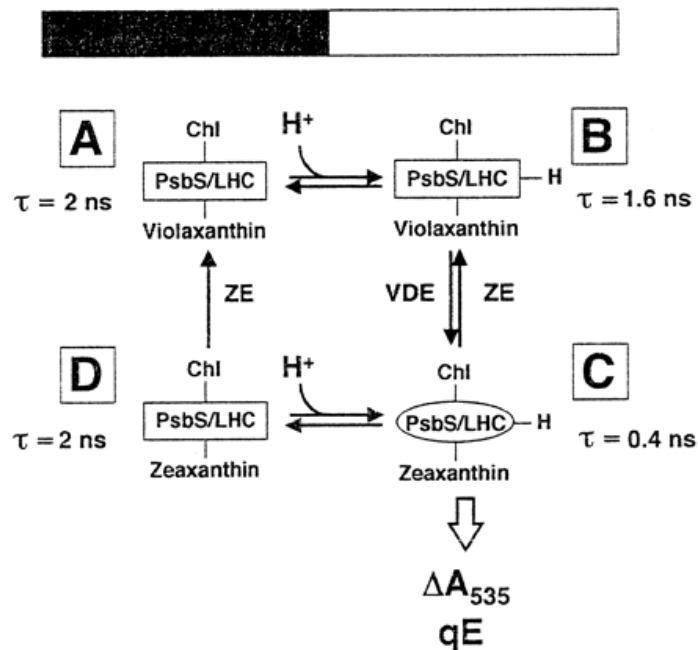 A
Chl
H+
PsbS/LHC
τ = 2 ns
Violaxanthin
Chl
B
PsbS/LHC
H
τ = 1.6 ns
Violaxanthin
ZE
VDE
ZE
D
Chl
H+
PsbS/LHC
τ = 2 ns
Zeaxanthin
Chl
C
PsbS/LHC
H
τ = 0.4 ns
Zeaxanthin
ΔA535
qE